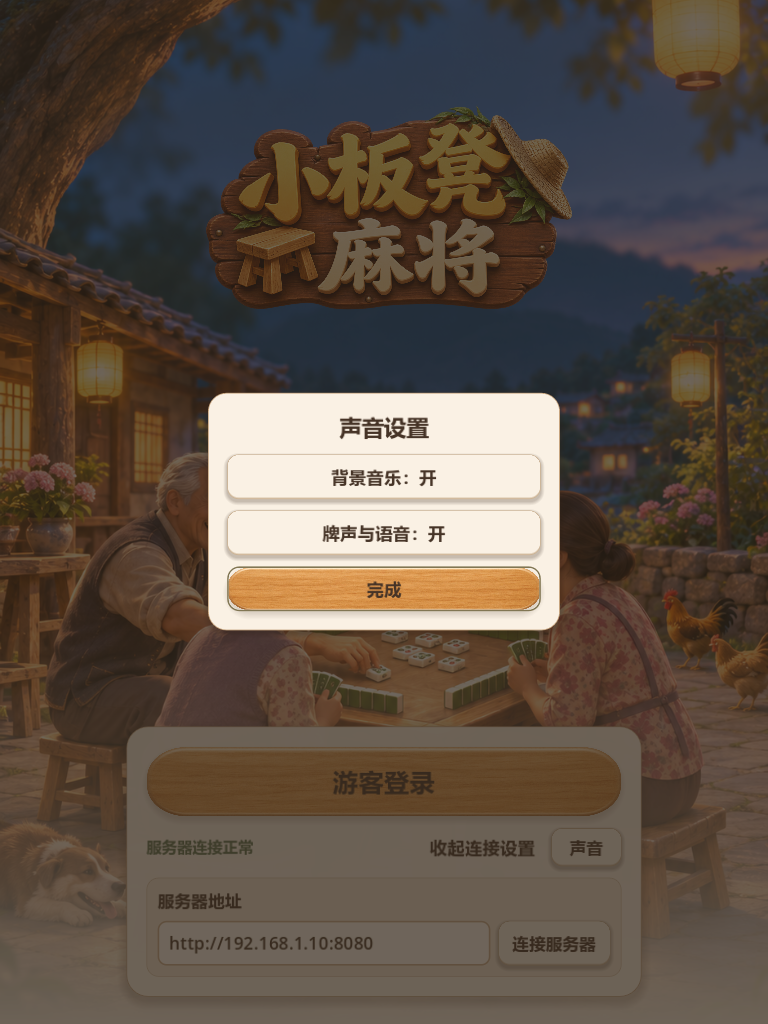 小板凳
麻将
声音设置
背景音乐：开
牌声与语音：开
完成
游客登录
服务器连接正常
收起连接设置
声音
服务器地址
http://192.168.1.10:8080
连接服务器